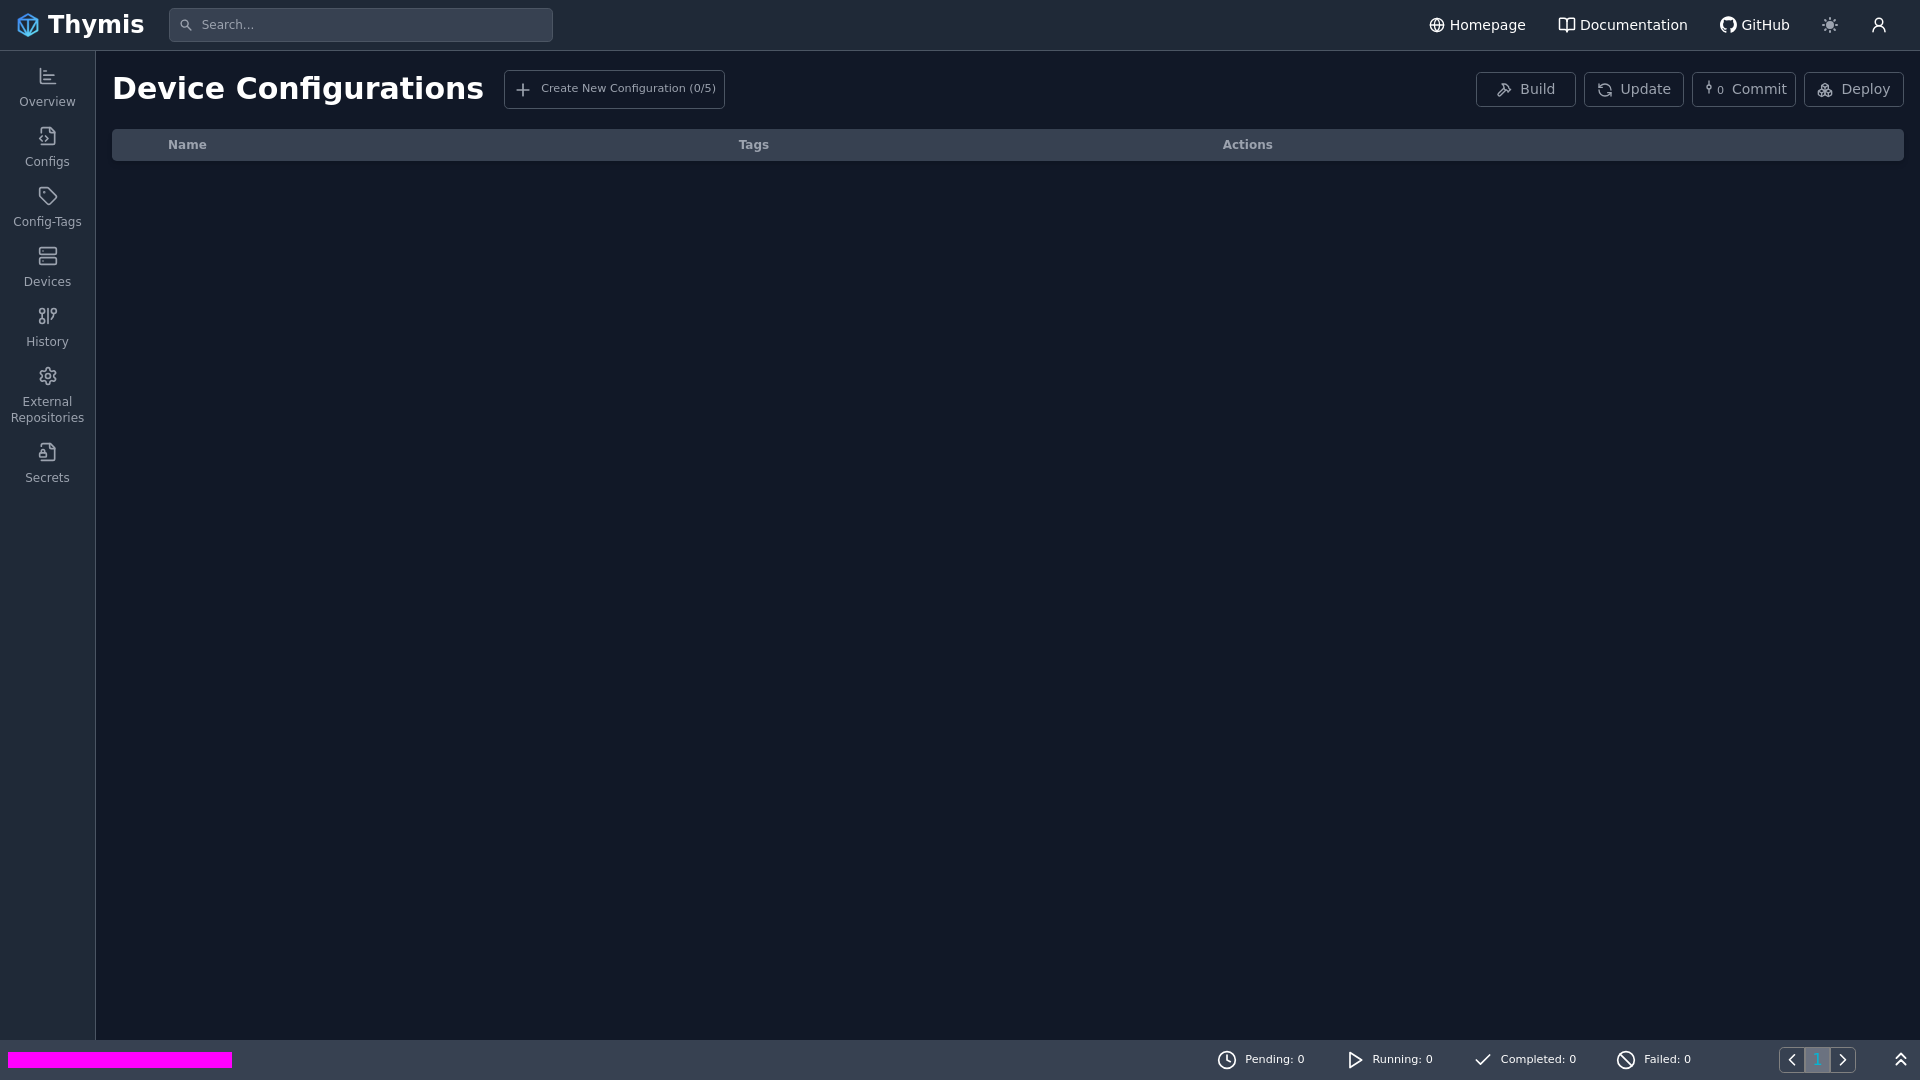 Thymis
Search...
Homepage
Documentation
GitHub
Overview
Configs
Config-Tags
Devices
History
External
Repositories
Secrets
Device Configurations
Create New Configuration (0/5)
Build
Update
0 Commit
Deploy
Name
Tags
Actions
Pending: 0
Running: 0
Completed: 0
Failed: 0
1